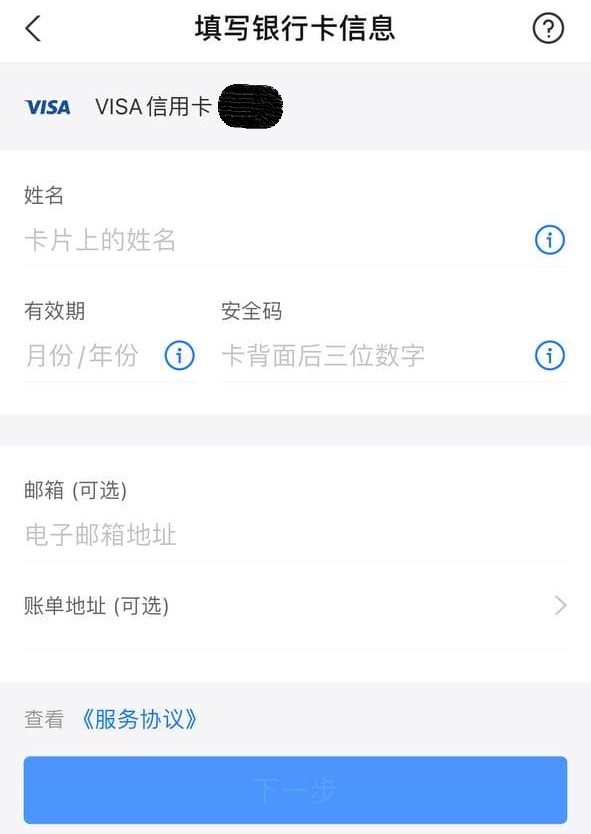 填写银行卡信息
VISA VISA信用卡
姓名
卡片上的姓名
有效期 安全码
月份/年份 卡背面后三位数字
邮箱 (可选)
电子邮箱地址
账单地址 (可选)
查看 《服务协议》
下一步